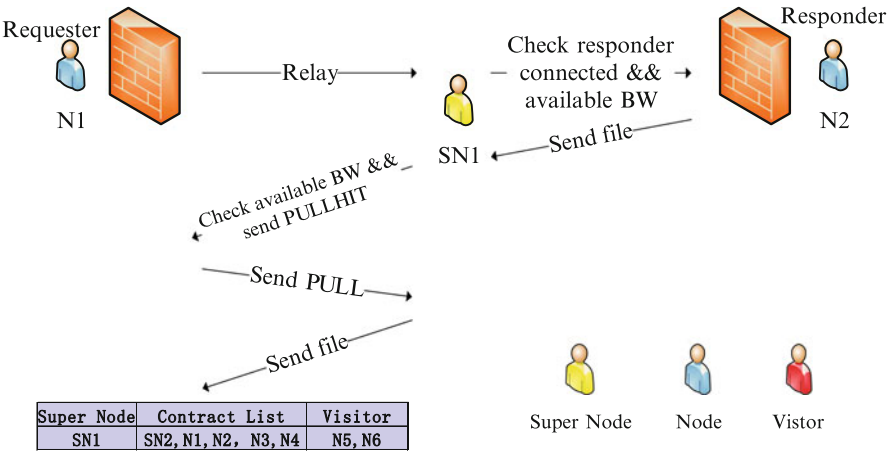 Requester
Responder
N1
Relay
Check responder
connected &&
available BW
N2
SN1
Send file
Check available BW &&
send PULLHIT
Send PULL
Send file
Super Node
Node
Vistor
Super Node Contract List Visitor
SN1 SN2,N1,N2, N3,N4 N5,N6